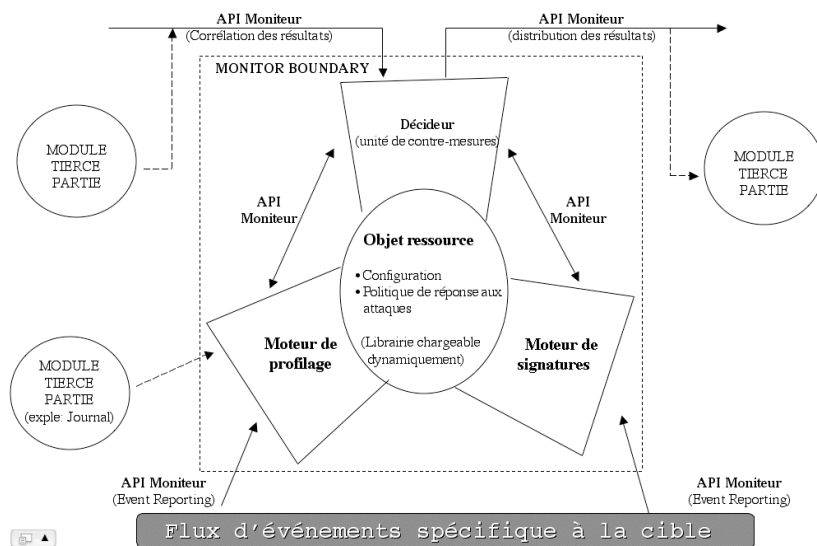 API Moniteur
(Corrélation des résultats)
API Moniteur
(distribution des résultats)
MONITOR BOUNDARY
Décideur
(unité de contre-mesures)
MODULE
TIERCE
PARTIE
MODULE
TIERCE
PARTIE
API
Moniteur
API
Moniteur
Objet ressource
• Configuration
• Politique de réponse aux
attaques
(Librairie chargeable
dynamiquement)
Moteur de
profilage
Moteur de
signatures
MODULE
TIERCE
PARTIE
(exple: Journal)
API Moniteur
(Event Reporting)
API Moniteur
(Event Reporting)
Flux d'événements spécifique à la cible